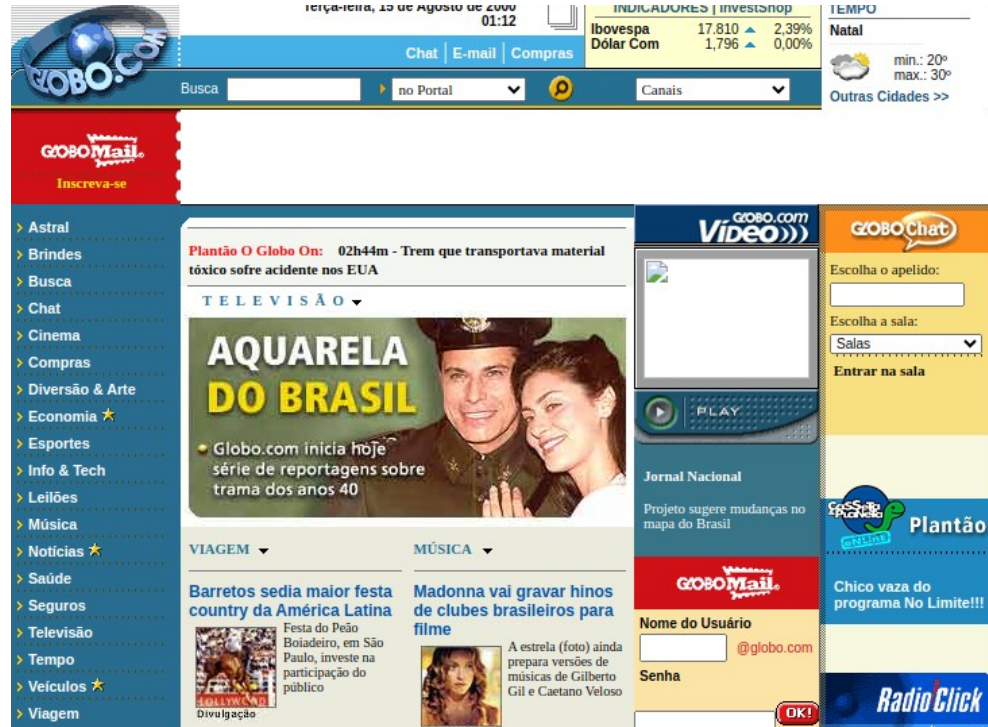 Terça-feira, 15 de Agosto de 2000
01:12
INDICADORES | InvestShop
Ibovespa 17.810 2,39%
Dólar Com 1,796 0,00%
TEMPO
Natal
min.: 20º
max.: 30º
Outras Cidades >>
GLOBO.COM
Chat | E-mail | Compras
Busca
no Portal
Canais
GLOBOMail
Inscreva-se
> Astral
> Brindes
> Busca
> Chat
> Cinema
> Compras
> Diversão & Arte
> Economia
> Esportes
> Info & Tech
> Leilões
> Música
> Notícias
> Saúde
> Seguros
> Televisão
> Tempo
> Veículos
> Viagem
Plantão O Globo On: 02h44m - Trem que transportava material
tóxico sofre acidente nos EUA
TELEVISÃO
AQUARELA
DO BRASIL
Globo.com inicia hoje
série de reportagens sobre
trama dos anos 40
VIAGEM
Barretos sedia maior festa
country da América Latina
Festa do Peão
Boiadeiro, em São
Paulo, investe na
participação do
público
HOLLYWOOD
Divulgação
MÚSICA
Madonna vai gravar hinos
de clubes brasileiros para
filme
A estrela (foto) ainda
prepara versões de
músicas de Gilberto
Gil e Caetano Veloso
GLOBO.COM
Vídeo
PLAY
Jornal Nacional
Projeto sugere mudanças no
mapa do Brasil
GLOBOMail
Nome do Usuário
@globo.com
Senha
OK!
GLOBOChat
Escolha o apelido:
Escolha a sala:
Salas
Entrar na sala
Casseta
Planeta
online
Plantão
Chico vaza do
programa No Limite!!!
RadioClick